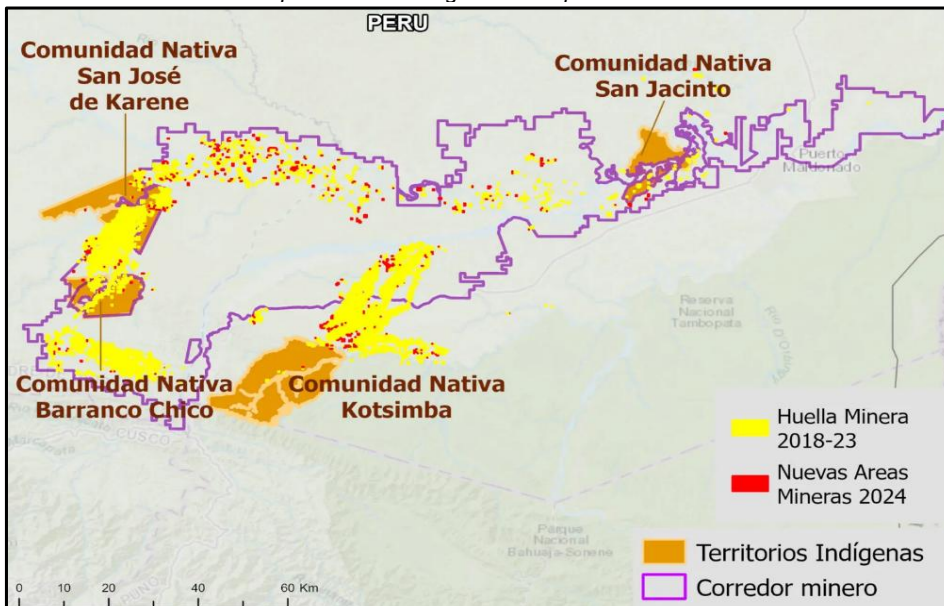 PERU
Comunidad Nativa
San José
de Karene
Comunidad Nativa
San Jacinto
Puerto
Maldonado
Reserva
Nacional
Tambopata
Comunidad Nativa
Barranco Chico
Comunidad Nativa
Kotsimba
CUSCO
PUNO
Parque
Nacional
Bahuaja-Sonene
Huella Minera
2018-23
Nuevas Areas
Mineras 2024
Territorios Indígenas
Corredor minero
0 10 20 40 60 Km